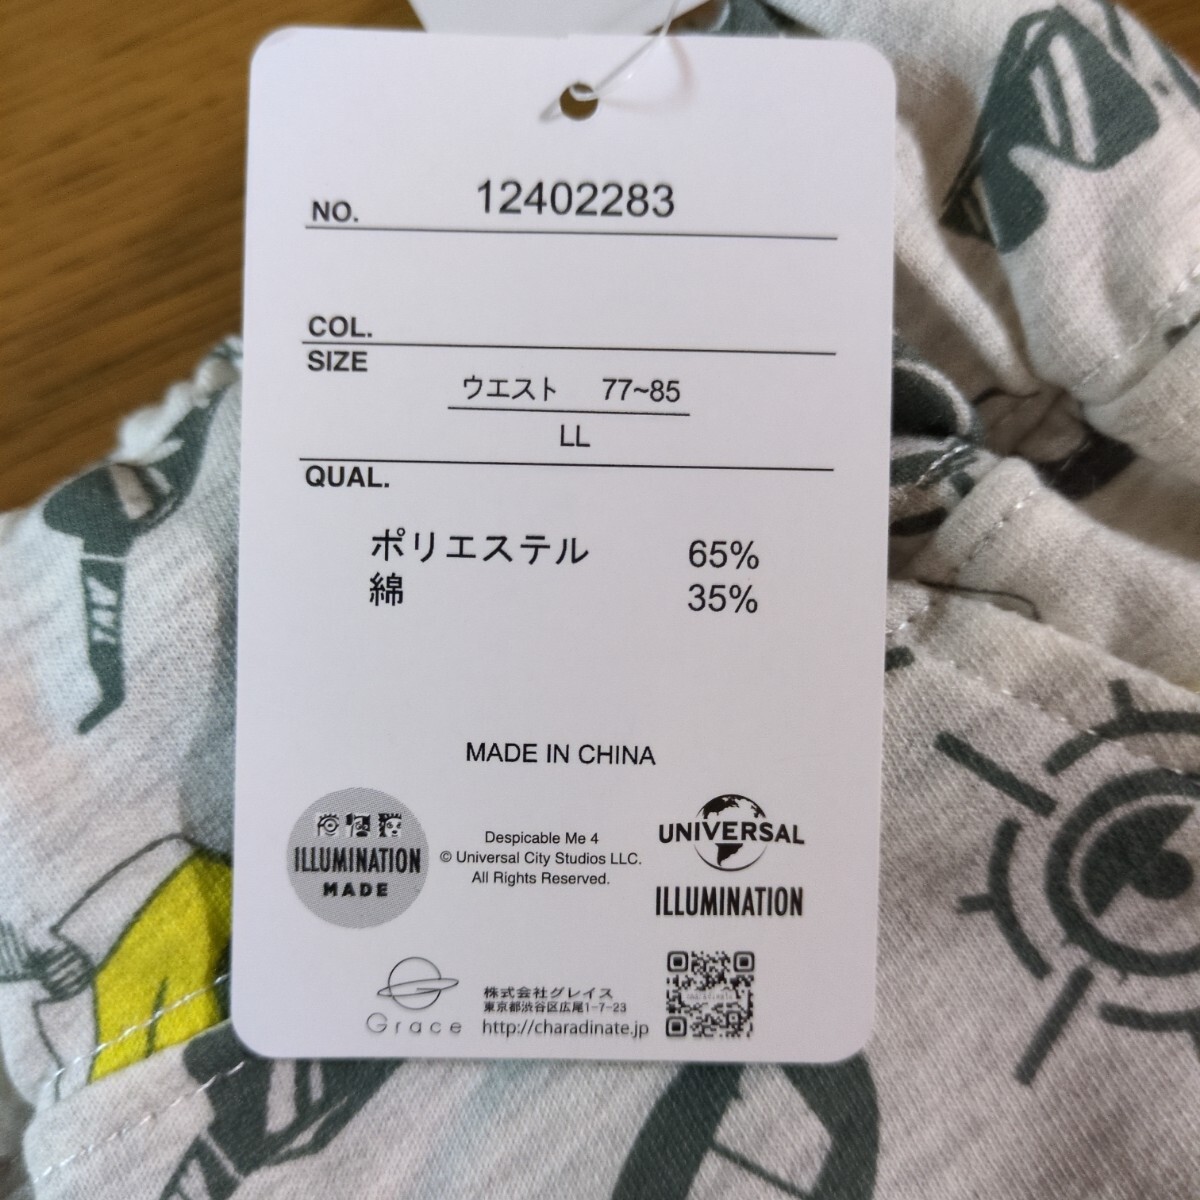 NO. 12402283
COL.
SIZE
ウエスト 77~85
LL
QUAL.
ポリエステル 65%
綿 35%
MADE IN CHINA
ILLUMINATION
MADE
Despicable Me 4
© Universal City Studios LLC.
All Rights Reserved.
UNIVERSAL
ILLUMINATION
Grace
株式会社グレイス
東京都渋谷区広尾1-7-23
http://charadinate.jp